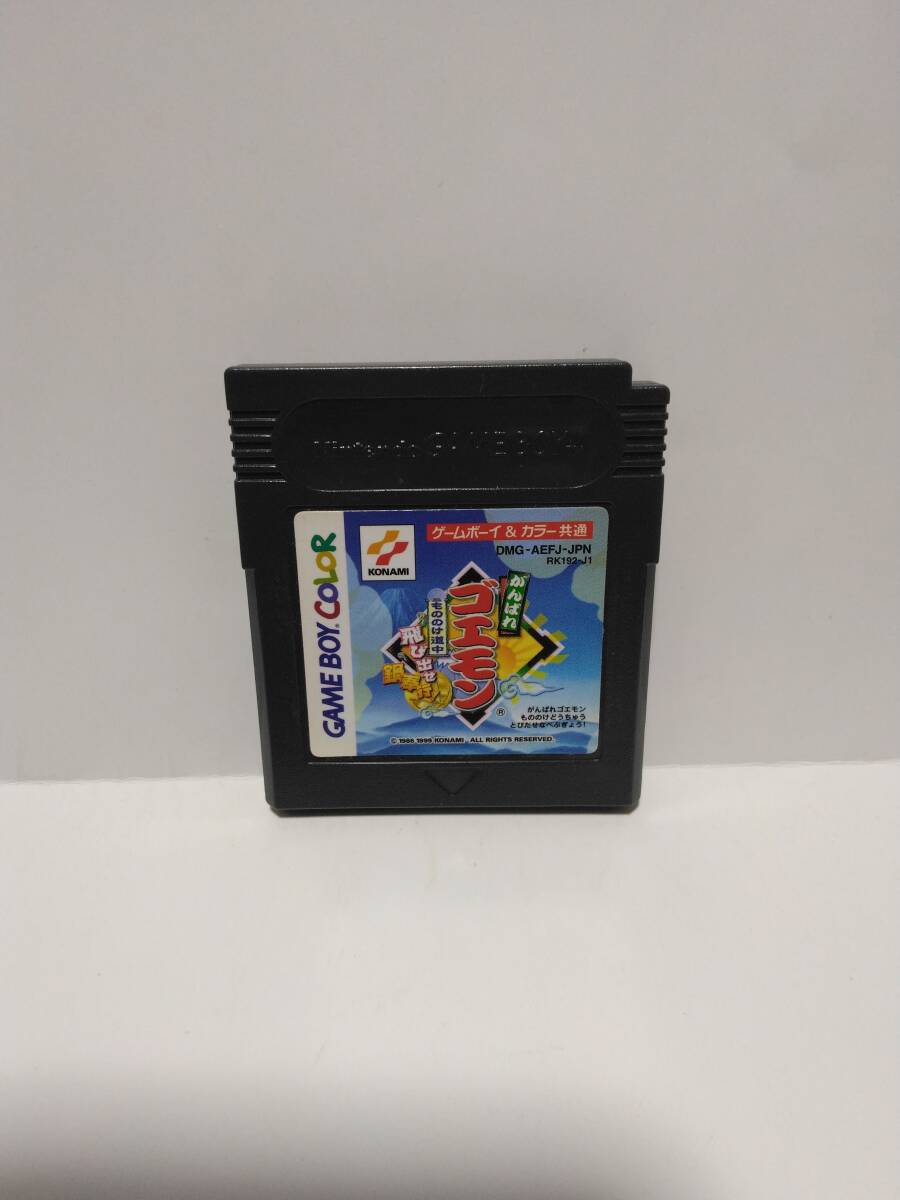 Nintendo GAME BOY
GAME BOY COLOR
KONAMI
ゲームボーイ & カラー共通
DMG-AEFJ-JPN
RK192-J1
がんばれ
ゴエモン
®
もののけ道中
飛び出せ
鍋奉行!
がんばれゴエモン
もののけどうちゅう
とびだせなべぶぎょう!
© 1986 1999 KONAMI ALL RIGHTS RESERVED.